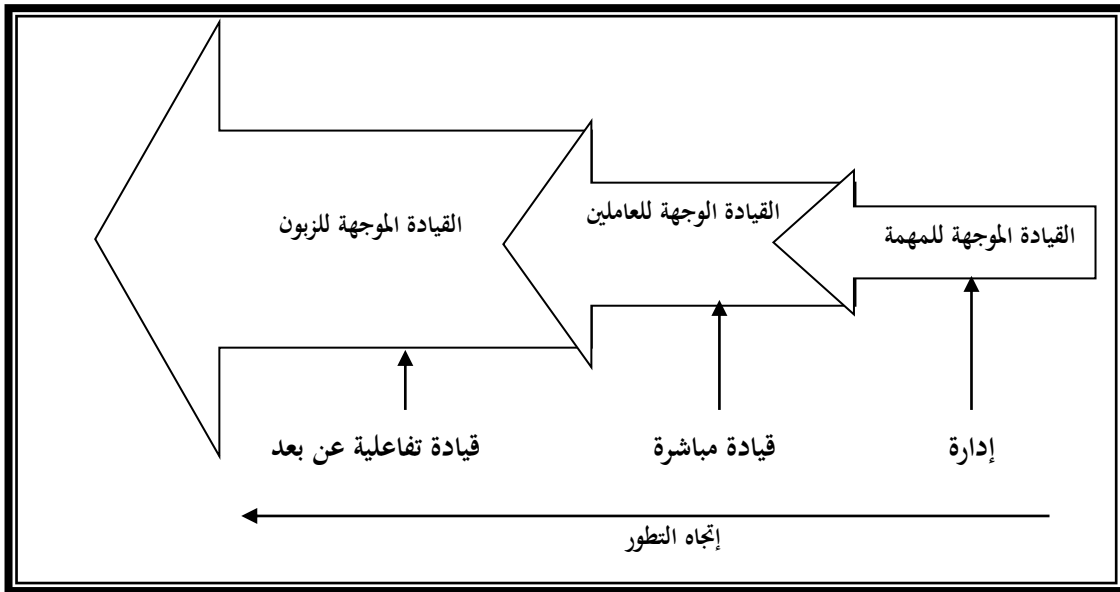 القيادة الموجهة للمهمة
القيادة الوجهة للعاملين
القيادة الموجهة للزبون
إدارة
قيادة مباشرة
قيادة تفاعلية عن بعد
إتجاه التطور